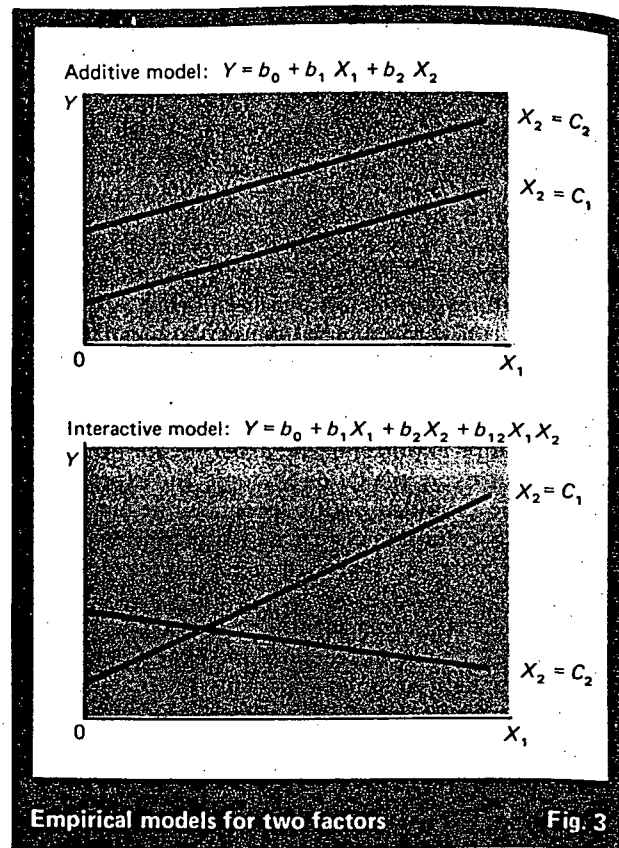 Additive model: Y = b₀ + b₁ X₁ + b₂ X₂
Y
X₂ = C₂
X₂ = C₁
0
X₁
Interactive model: Y = b₀ + b₁X₁ + b₂X₂ + b₁₂X₁X₂
Y
X₂ = C₁
X₂ = C₂
0
X₁
Empirical models for two factors Fig. 3